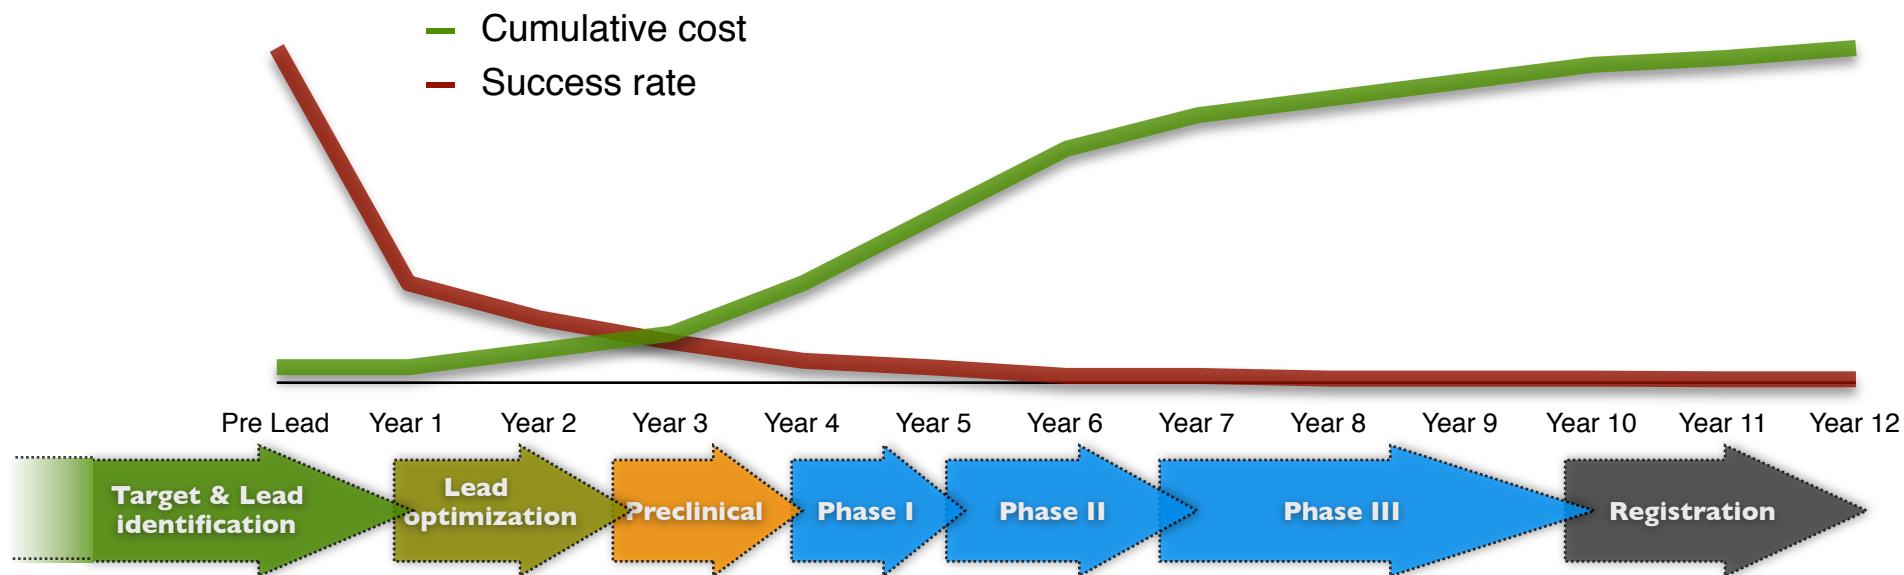 Cumulative cost
Success rate
Pre Lead
Year 1
Year 2
Year 3
Year 4
Year 5
Year 6
Year 7
Year 8
Year 9
Year 10
Year 11
Year 12
Target & Lead
identification
Lead
optimization
Preclinical
Phase I
Phase II
Phase III
Registration